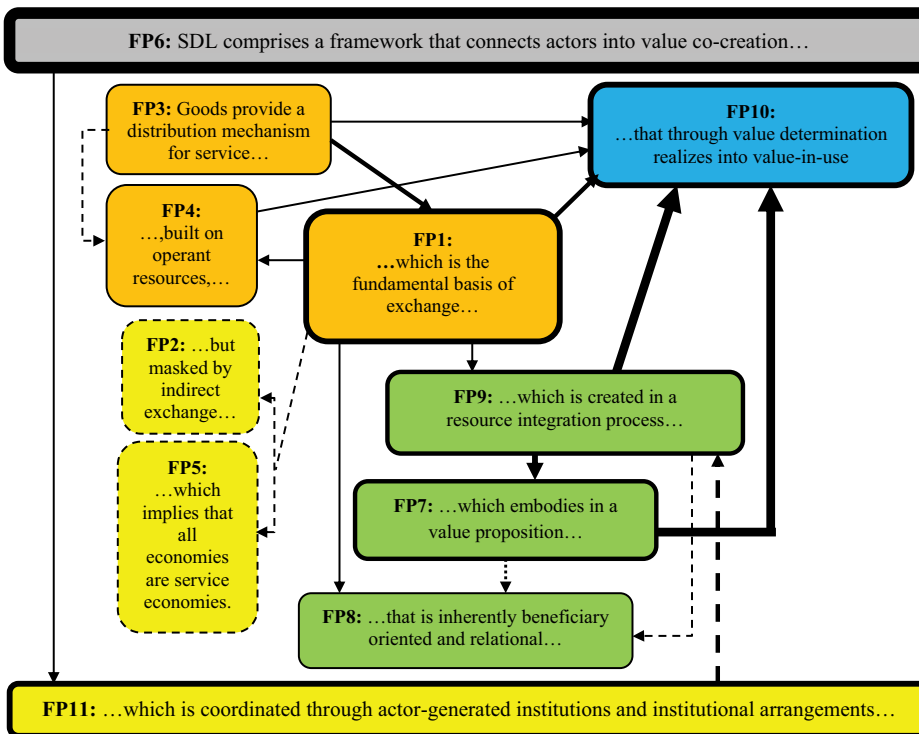 FP6: SDL comprises a framework that connects actors into value co-creation…
FP3: Goods provide a
distribution mechanism
for service…
FP10:
…that through value determination
realizes into value-in-use
FP4:
…,built on
operant
resources,…
FP1:
…which is the
fundamental basis of
exchange…
FP2: …but
masked by
indirect
exchange…
FP9: …which is created in a
resource integration process…
FP5:
…which
implies that
all
economies
are service
economies.
FP7: …which embodies in a
value proposition…
FP8: …that is inherently beneficiary
oriented and relational…
FP11: …which is coordinated through actor-generated institutions and institutional arrangements…